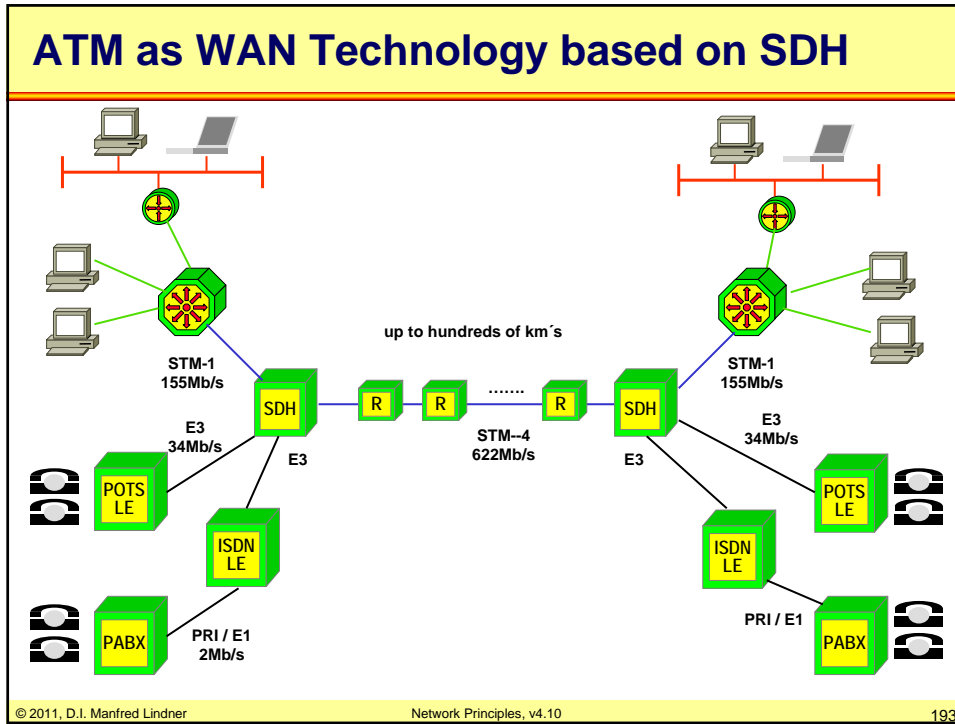 ATM as WAN Technology based on SDH
up to hundreds of km´s
STM-1
155Mb/s
STM-1
155Mb/s
SDH
R
R
.......
R
SDH
E3
34Mb/s
E3
STM--4
622Mb/s
E3
E3
34Mb/s
POTS
LE
POTS
LE
ISDN
LE
ISDN
LE
PABX
PRI / E1
2Mb/s
PRI / E1
PABX
© 2011, D.I. Manfred Lindner
Network Principles, v4.10
193